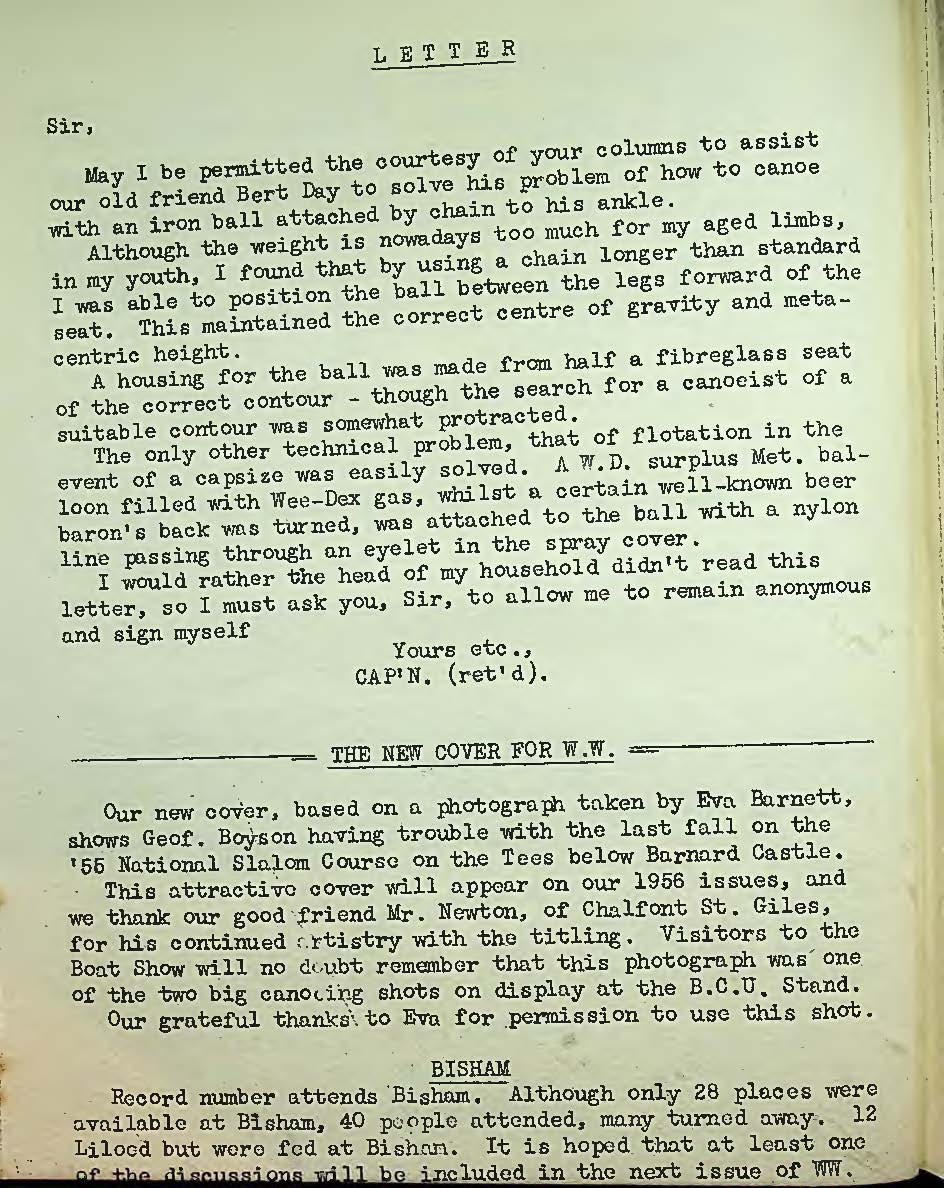 LETTER
Sir,
May I be permitted the courtesy of your columns to assist
our old friend Bert Day to solve his problem of how to canoe
with an iron ball attached by chain to his ankle.
Although the weight is nowadays too much for my aged limbs,
in my youth, I found that by using a chain longer than standard
I was able to position the ball between the legs forward of the
seat. This maintained the correct centre of gravity and meta-
centric height.
A housing for the ball was made from half a fibreglass seat
of the correct contour - though the search for a canoeist of a
suitable contour was somewhat protracted.
The only other technical problem, that of flotation in the
event of a capsize was easily solved. A W.D. surplus Met. bal-
loon filled with Wee-Dex gas, whilst a certain well-known beer
baron's back was turned, was attached to the ball with a nylon
line passing through an eyelet in the spray cover.
I would rather the head of my household didn't read this
letter, so I must ask you, Sir, to allow me to remain anonymous
and sign myself
Yours etc.,
CAP'N. (ret'd).
THE NEW COVER FOR W.W.
Our new cover, based on a photograph taken by Eva Barnett,
shows Geof. Boyson having trouble with the last fall on the
'55 National Slalom Course on the Tees below Barnard Castle.
This attractive cover will appear on our 1956 issues, and
we thank our good friend Mr. Newton, of Chalfont St. Giles,
for his continued artistry with the titling. Visitors to the
Boat Show will no doubt remember that this photograph was one
of the two big canoeing shots on display at the B.C.U. Stand.
Our grateful thanks to Eva for permission to use this shot.
BISHAM
Record number attends Bisham. Although only 28 places were
available at Bisham, 40 people attended, many turned away. 12
Liloed but were fed at Bisham. It is hoped that at least one
of the discussions will be included in the next issue of WW.